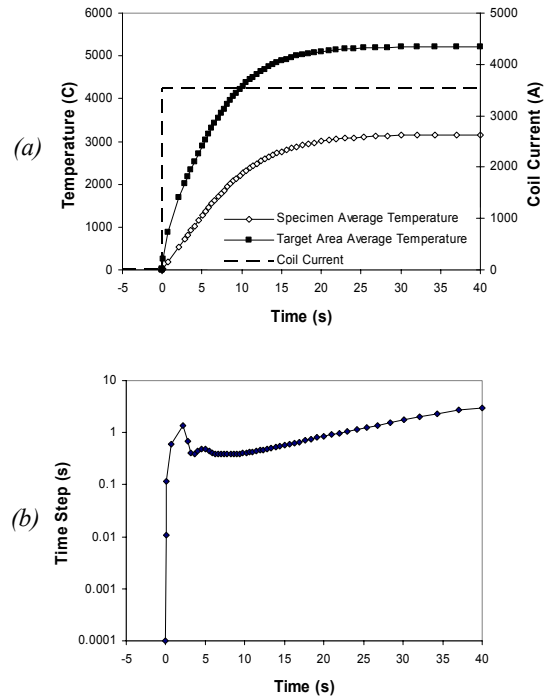 (a)
Temperature (C)
6000
5000
4000
3000
2000
1000
0
Coil Current (A)
5000
4000
3000
2000
1000
0
Specimen Average Temperature
Target Area Average Temperature
Coil Current
-5 0 5 10 15 20 25 30 35 40
Time (s)
(b)
Time Step (s)
10
1
0.1
0.01
0.001
0.0001
-5 0 5 10 15 20 25 30 35 40
Time (s)